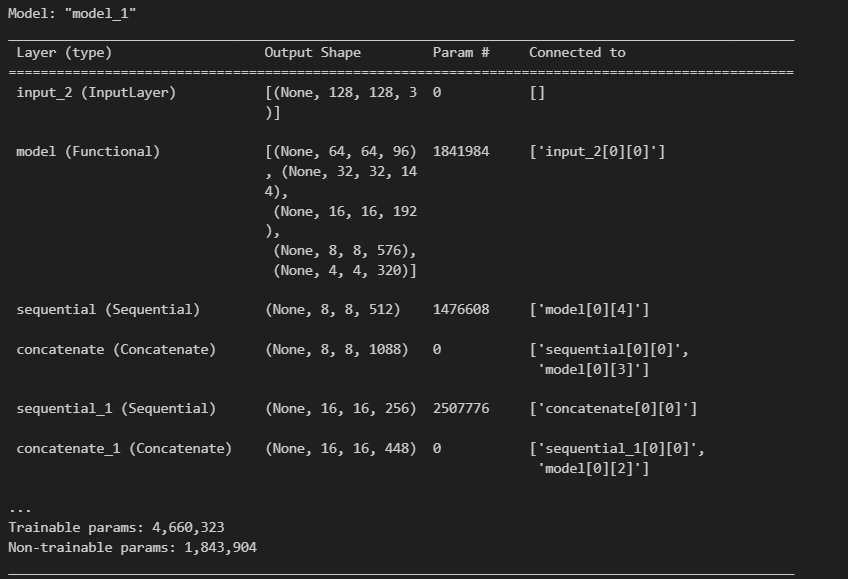 Model: "model_1"
__________________________________________________________________________________________________
Layer (type) Output Shape Param # Connected to
==================================================================================================
input_2 (InputLayer) [(None, 128, 128, 3 0 []
)]
model (Functional) [(None, 64, 64, 96) 1841984 ['input_2[0][0]']
, (None, 32, 32, 14
4),
(None, 16, 16, 192
),
(None, 8, 8, 576),
(None, 4, 4, 320)]
sequential (Sequential) (None, 8, 8, 512) 1476608 ['model[0][4]']
concatenate (Concatenate) (None, 8, 8, 1088) 0 ['sequential[0][0]',
'model[0][3]']
sequential_1 (Sequential) (None, 16, 16, 256) 2507776 ['concatenate[0][0]']
concatenate_1 (Concatenate) (None, 16, 16, 448) 0 ['sequential_1[0][0]',
'model[0][2]']
...
Trainable params: 4,660,323
Non-trainable params: 1,843,904
__________________________________________________________________________________________________